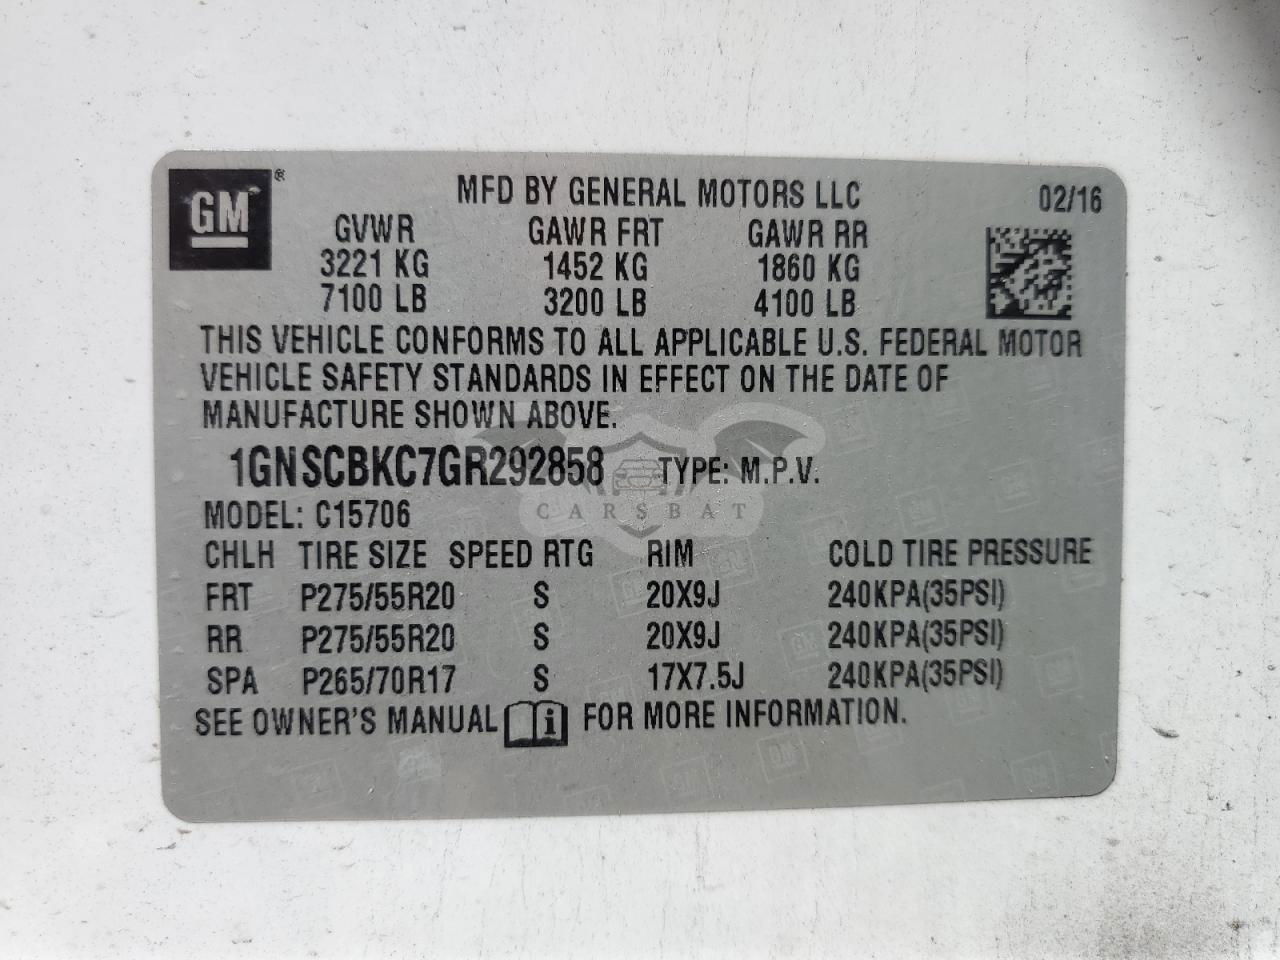 GM®
MFD BY GENERAL MOTORS LLC 02/16
GVWR GAWR FRT GAWR RR
3221 KG 1452 KG 1860 KG
7100 LB 3200 LB 4100 LB
THIS VEHICLE CONFORMS TO ALL APPLICABLE U.S. FEDERAL MOTOR
VEHICLE SAFETY STANDARDS IN EFFECT ON THE DATE OF
MANUFACTURE SHOWN ABOVE.
1GNSCBKC7GR292858 TYPE: M.P.V.
CARSBAT
MODEL: C15706
CHLH TIRE SIZE SPEED RTG RIM COLD TIRE PRESSURE
FRT P275/55R20 S 20X9J 240KPA(35PSI)
RR P275/55R20 S 20X9J 240KPA(35PSI)
SPA P265/70R17 S 17X7.5J 240KPA(35PSI)
SEE OWNER'S MANUAL i FOR MORE INFORMATION.